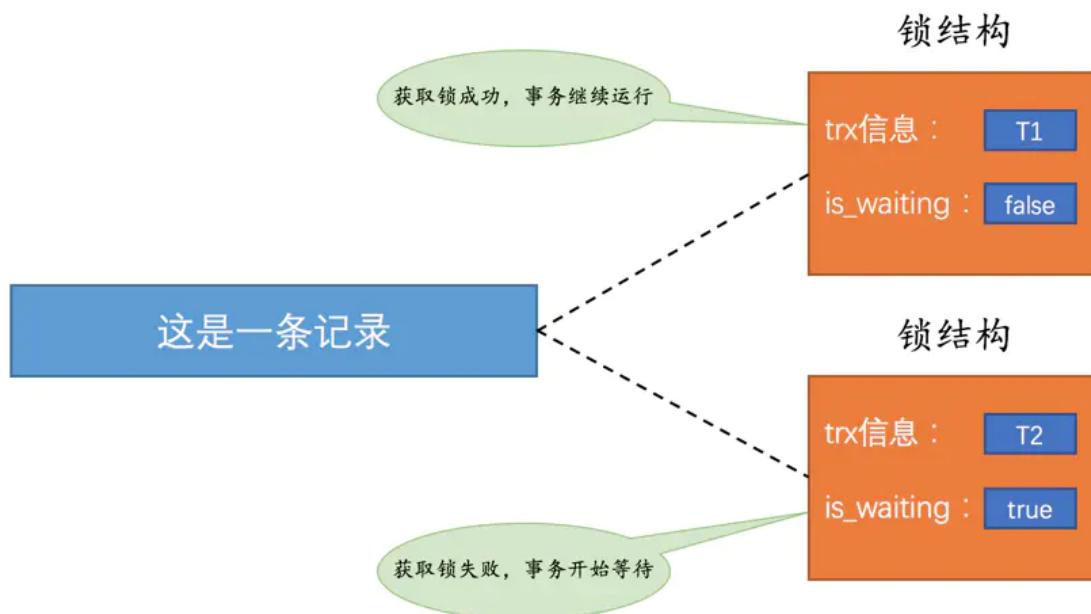 锁结构
获取锁成功，事务继续运行
trx信息： T1
is_waiting： false
这是一条记录
锁结构
trx信息： T2
is_waiting： true
获取锁失败，事务开始等待